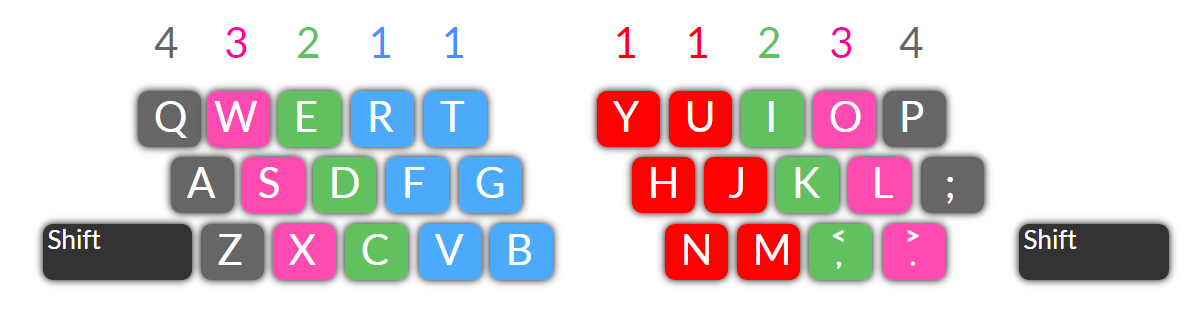 4 3 2 1 1 1 1 2 3 4
Q W E R T Y U I O P
A S D F G H J K L ;
Shift Z X C V B N M < , > . Shift